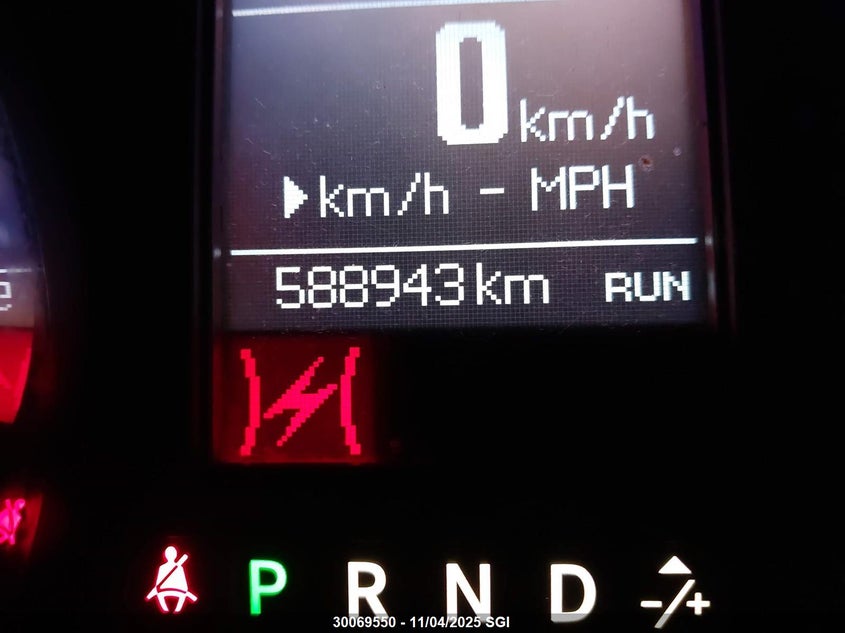 0 km/h
km/h - MPH
588943 km RUN
P R N D -/+
30069550 - 11/04/2025 SGI